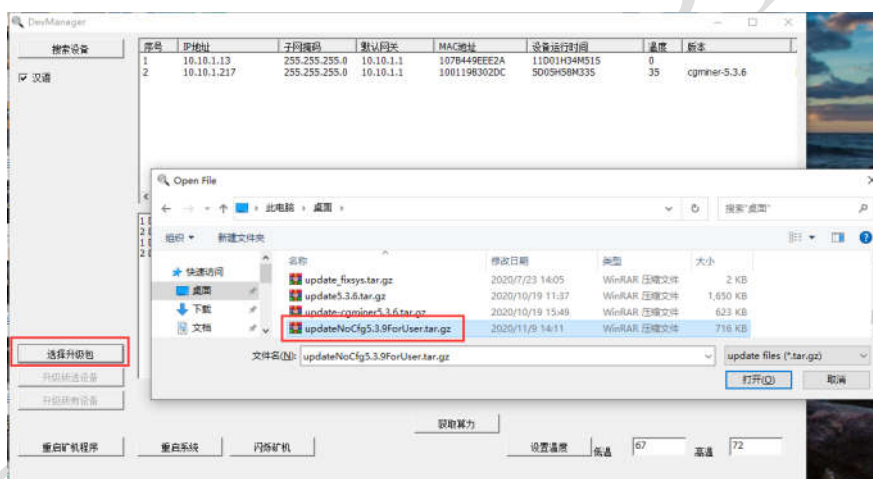 DevManager
搜索设备
汉语
序号 IP地址 子网掩码 默认网关 MAC地址 设备运行时间 温度 版本
1 10.10.1.13 255.255.255.0 10.10.1.1 107B449EEE2A 11D01H34M51S 0
2 10.10.1.217 255.255.255.0 10.10.1.1 1001198302DC 5D05H58M33S 35 cgminer-5.3.6
Open File
此电脑 › 桌面 ›
搜索"桌面"
组织 新建文件夹
名称 修改日期 类型 大小
快速访问
桌面
下载
文档
update_fixsys.tar.gz 2020/7/23 14:05 WinRAR 压缩文件 2 KB
update5.3.6.tar.gz 2020/10/19 11:37 WinRAR 压缩文件 1,650 KB
update-cgminer5.3.6.tar.gz 2020/10/19 15:49 WinRAR 压缩文件 623 KB
updateNoCfg5.3.9ForUser.tar.gz 2020/11/9 14:11 WinRAR 压缩文件 716 KB
文件名(N): updateNoCfg5.3.9ForUser.tar.gz update files (*.tar.gz)
打开(O) 取消
选择升级包
升级所选设备
升级所有设备
获取算力
重启矿机程序 重启系统 闪烁矿机 设置温度 低温 67 高温 72